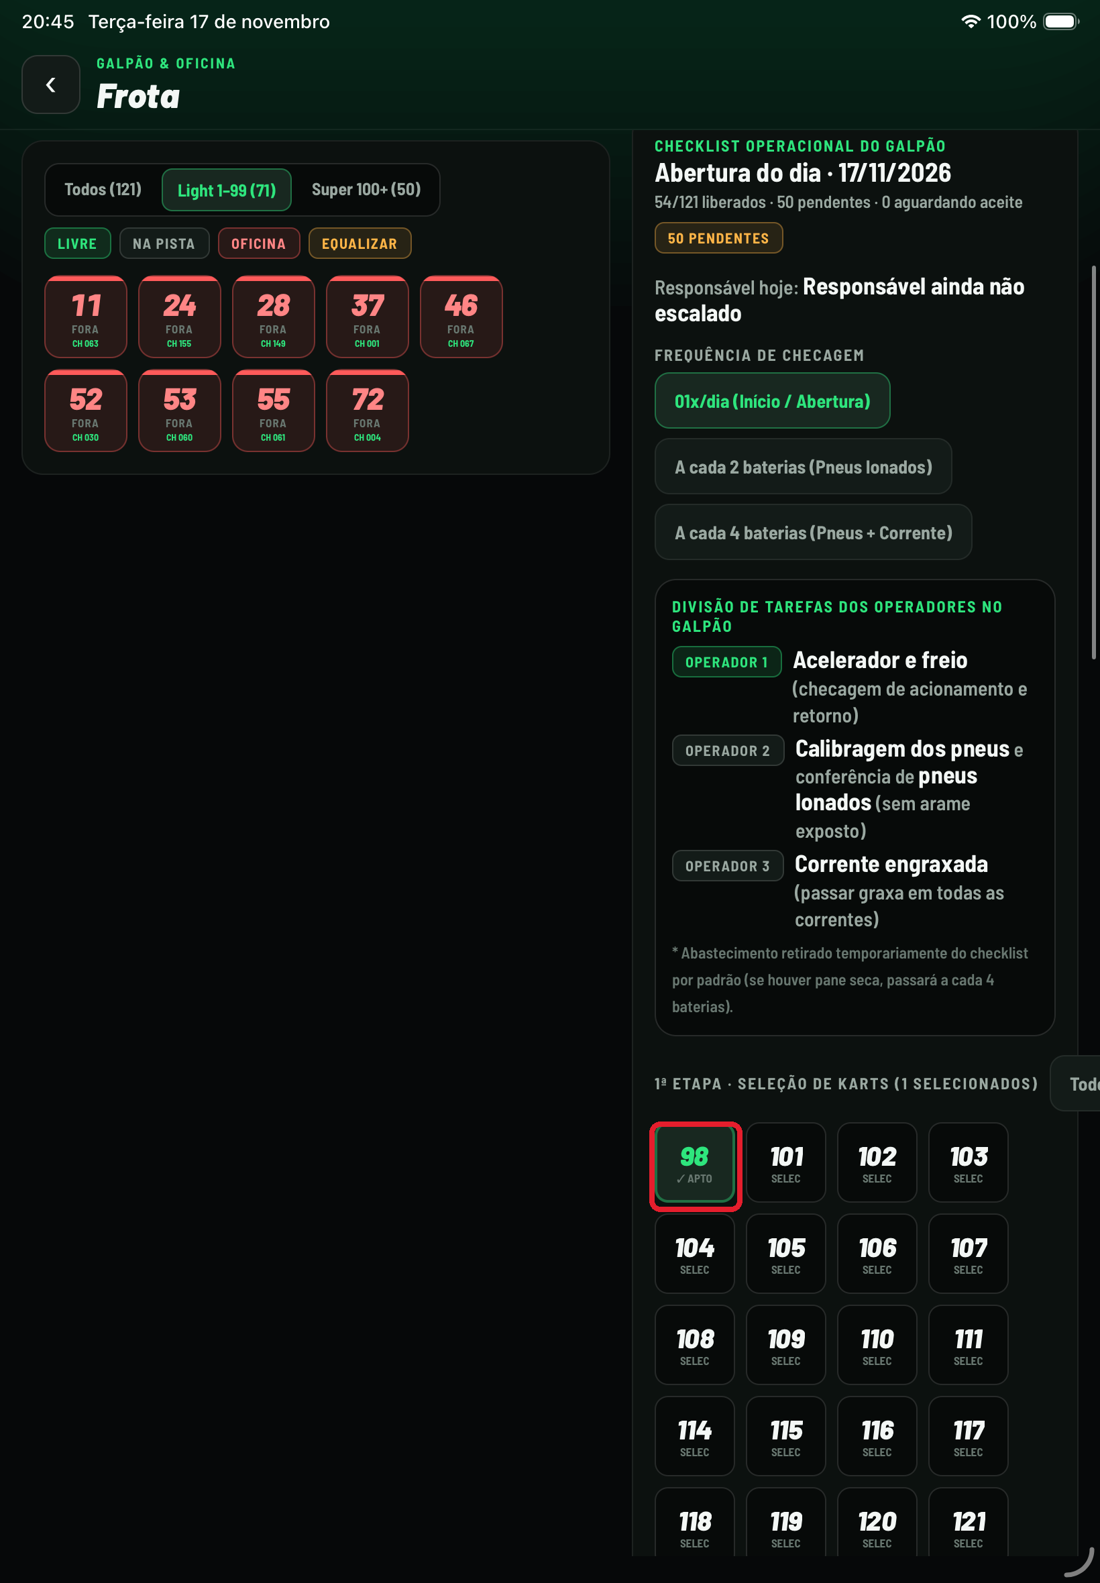 20:45 Terça-feira 17 de novembro
100%
GALPÃO & OFICINA
Frota
Todos (121)
Light 1-99 (71)
Super 100+ (50)
LIVRE
NA PISTA
OFICINA
EQUALIZAR
11
FORA
CH 063
24
FORA
CH 155
28
FORA
CH 149
37
FORA
CH 001
46
FORA
CH 067
52
FORA
CH 030
53
FORA
CH 060
55
FORA
CH 061
72
FORA
CH 004
CHECKLIST OPERACIONAL DO GALPÃO
Abertura do dia · 17/11/2026
54/121 liberados · 50 pendentes · 0 aguardando aceite
50 PENDENTES
Responsável hoje: Responsável ainda não
escalado
FREQUÊNCIA DE CHECAGEM
01x/dia (Início / Abertura)
A cada 2 baterias (Pneus lonados)
A cada 4 baterias (Pneus + Corrente)
DIVISÃO DE TAREFAS DOS OPERADORES NO
GALPÃO
OPERADOR 1
Acelerador e freio
(checagem de acionamento e
retorno)
OPERADOR 2
Calibragem dos pneus e
conferência de pneus
lonados (sem arame
exposto)
OPERADOR 3
Corrente engraxada
(passar graxa em todas as
correntes)
* Abastecimento retirado temporariamente do checklist
por padrão (se houver pane seca, passará a cada 4
baterias).
1ª ETAPA · SELEÇÃO DE KARTS (1 SELECIONADOS)
98
✓ APTO
101
SELEC
102
SELEC
103
SELEC
104
SELEC
105
SELEC
106
SELEC
107
SELEC
108
SELEC
109
SELEC
110
SELEC
111
SELEC
114
SELEC
115
SELEC
116
SELEC
117
SELEC
118
SELEC
119
SELEC
120
SELEC
121
SELEC